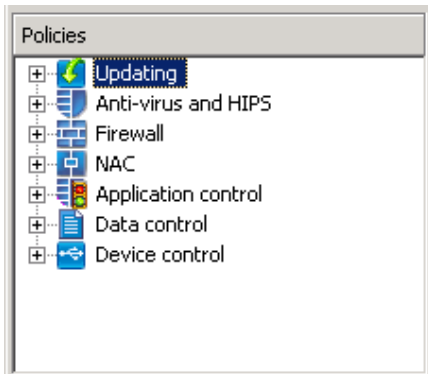 Policies
Updating
Anti-virus and HIPS
Firewall
NAC
Application control
Data control
Device control